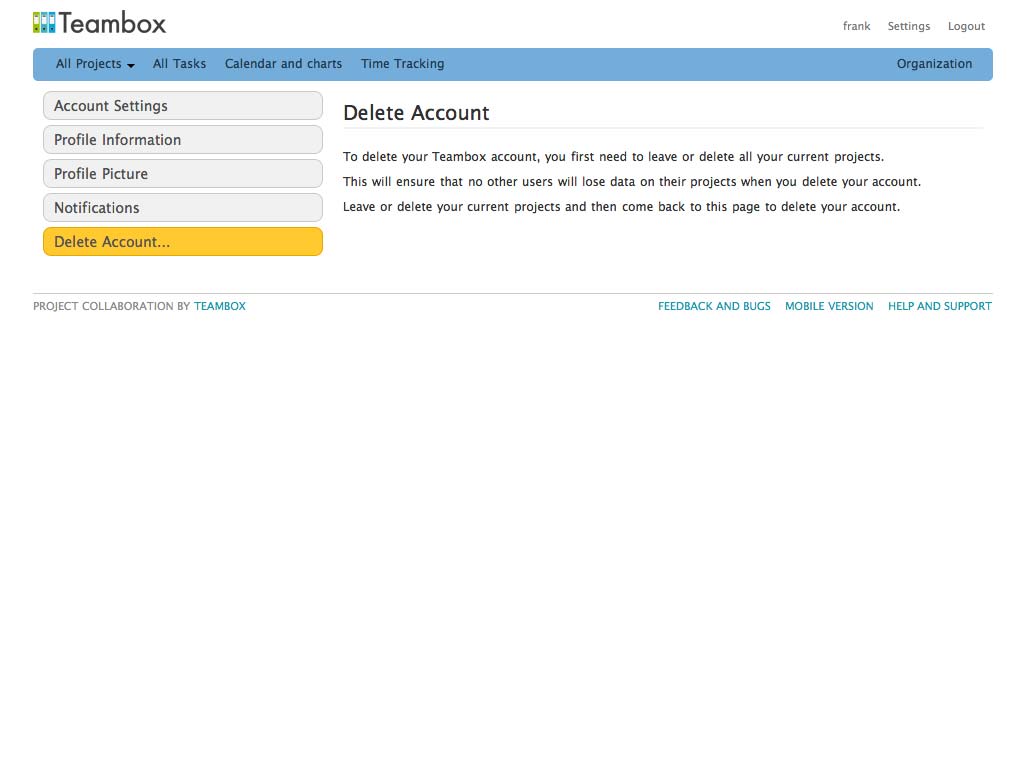 Teambox
frank Settings Logout
All Projects All Tasks Calendar and charts Time Tracking Organization
Account Settings
Profile Information
Profile Picture
Notifications
Delete Account...
Delete Account
To delete your Teambox account, you first need to leave or delete all your current projects.
This will ensure that no other users will lose data on their projects when you delete your account.
Leave or delete your current projects and then come back to this page to delete your account.
PROJECT COLLABORATION BY TEAMBOX
FEEDBACK AND BUGS MOBILE VERSION HELP AND SUPPORT